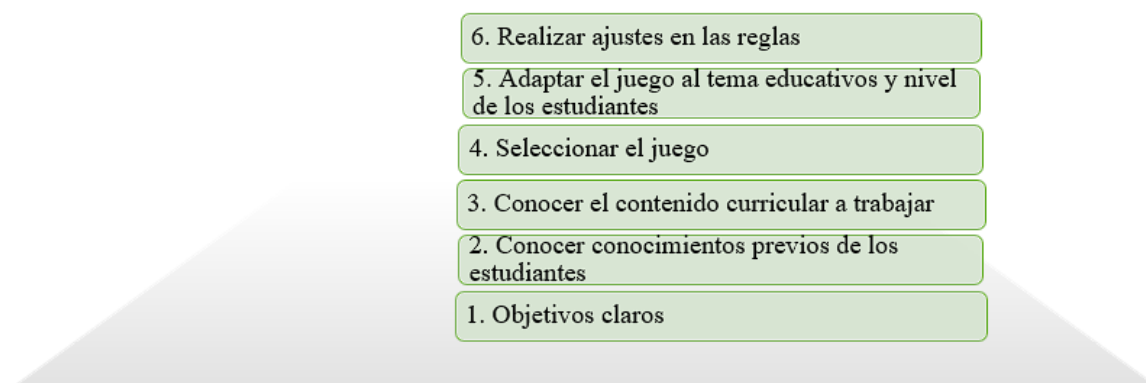 6. Realizar ajustes en las reglas
5. Adaptar el juego al tema educativos y nivel
de los estudiantes
4. Seleccionar el juego
3. Conocer el contenido curricular a trabajar
2. Conocer conocimientos previos de los
estudiantes
1. Objetivos claros